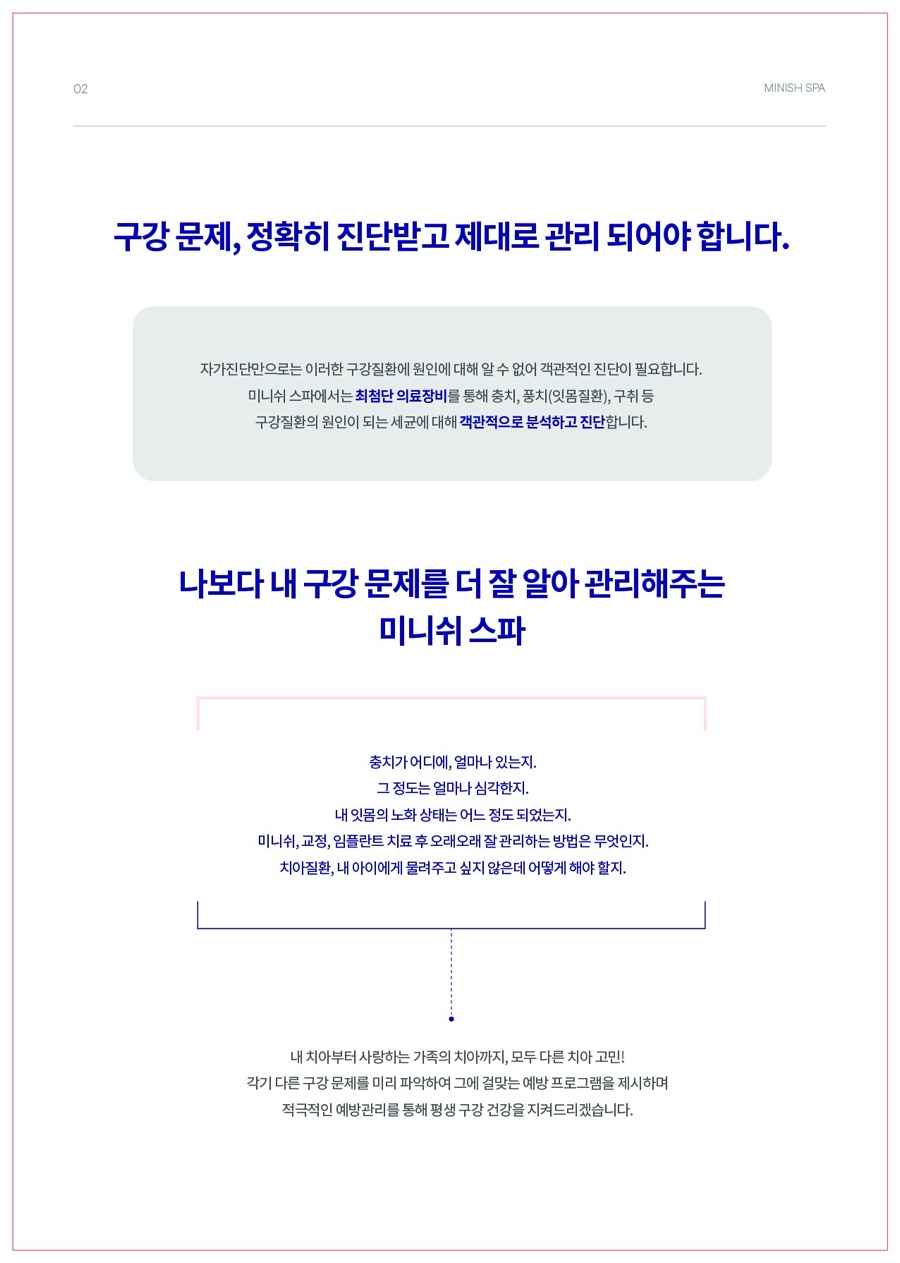 02
MINISH SPA
구강 문제, 정확히 진단받고 제대로 관리 되어야 합니다.
자가진단만으로는 이러한 구강질환에 원인에 대해 알 수 없어 객관적인 진단이 필요합니다.
미니쉬 스파에서는 최첨단 의료장비를 통해 충치, 풍치(잇몸질환), 구취 등
구강질환의 원인이 되는 세균에 대해 객관적으로 분석하고 진단합니다.
나보다 내 구강 문제를 더 잘 알아 관리해주는
미니쉬 스파
충치가 어디에, 얼마나 있는지.
그 정도는 얼마나 심각한지.
내 잇몸의 노화 상태는 어느 정도 되었는지.
미니쉬, 교정, 임플란트 치료 후 오래오래 잘 관리하는 방법은 무엇인지.
치아질환, 내 아이에게 물려주고 싶지 않은데 어떻게 해야 할지.
내 치아부터 사랑하는 가족의 치아까지, 모두 다른 치아 고민!
각기 다른 구강 문제를 미리 파악하여 그에 걸맞는 예방 프로그램을 제시하며
적극적인 예방관리를 통해 평생 구강 건강을 지켜드리겠습니다.